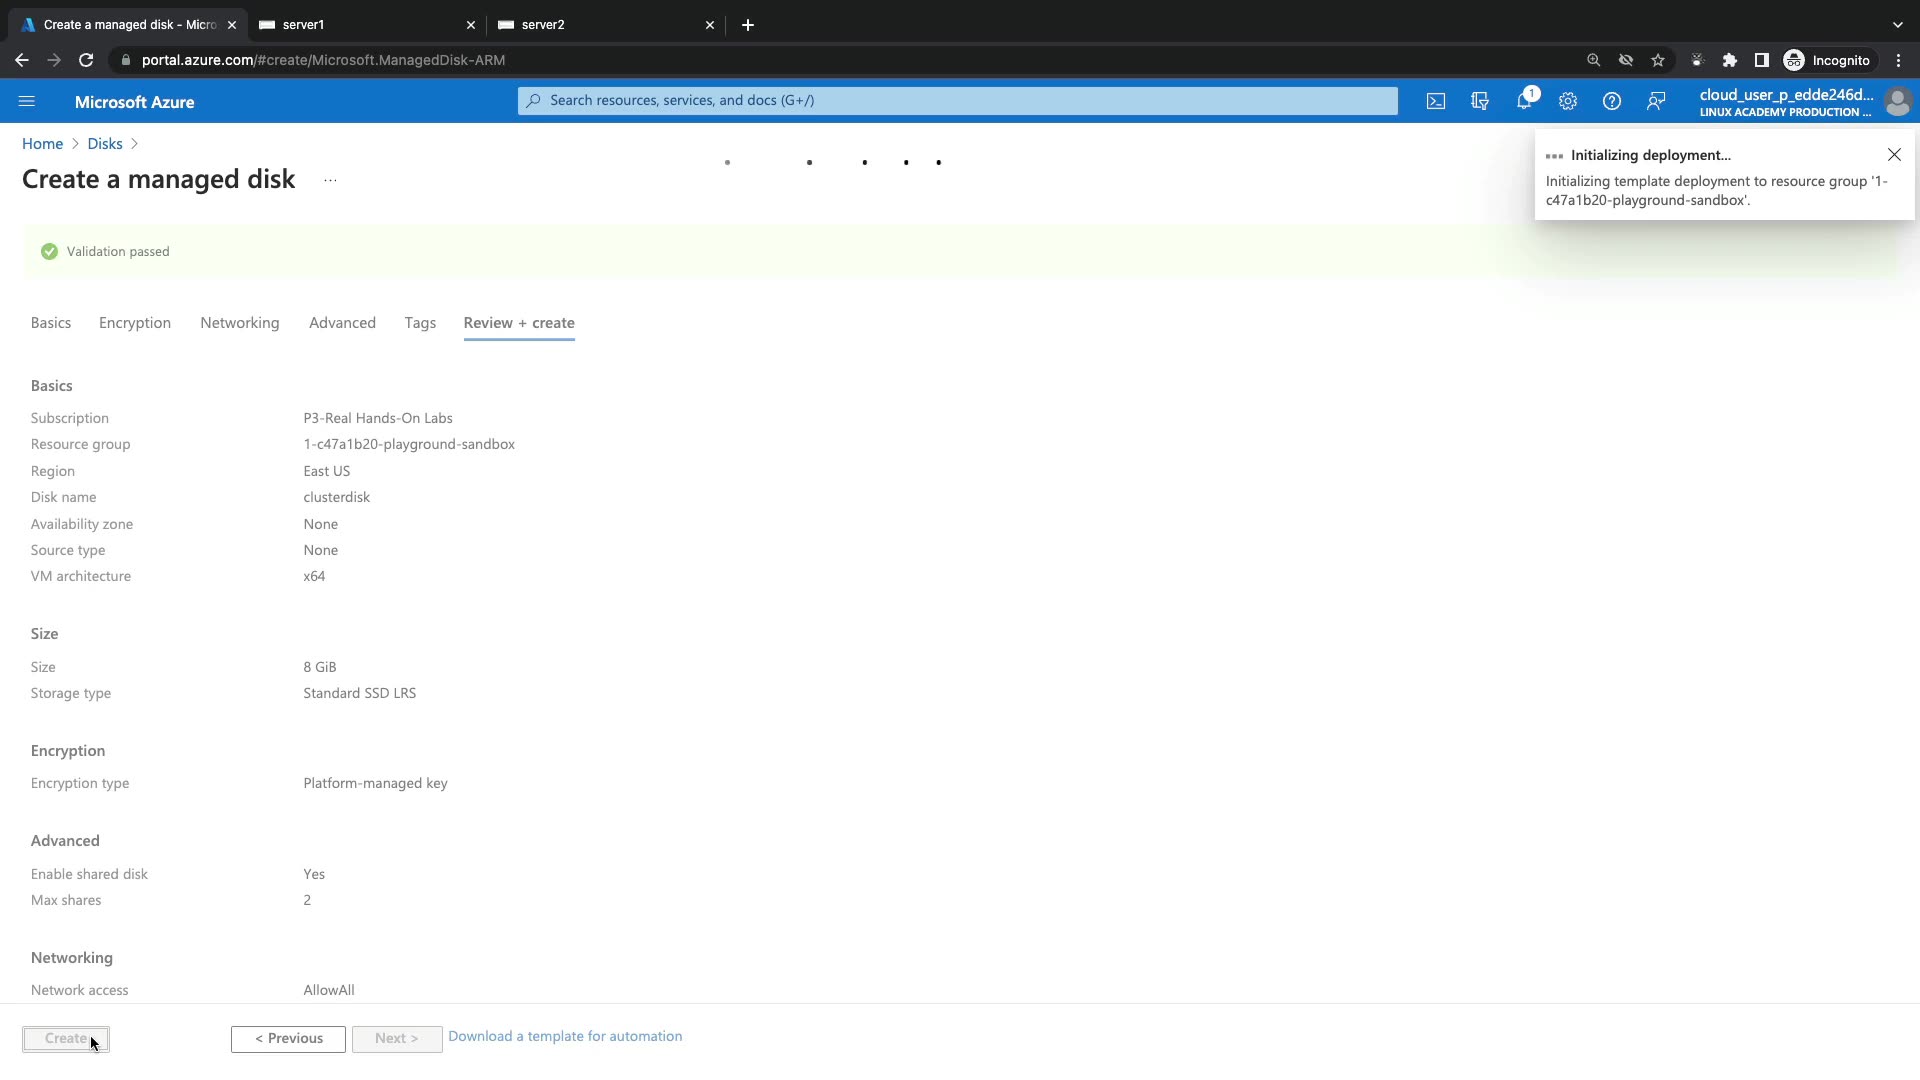 Create a managed disk - Micro
server1
server2
portal.azure.com/#create/Microsoft.ManagedDisk-ARM
Incognito
Microsoft Azure
Search resources, services, and docs (G+/)
1
cloud_user_p_edde246d...
LINUX ACADEMY PRODUCTION ...
Home > Disks >
Create a managed disk ...
Initializing deployment...
Initializing template deployment to resource group '1-
c47a1b20-playground-sandbox'.
Validation passed
Basics Encryption Networking Advanced Tags Review + create
Basics
Subscription P3-Real Hands-On Labs
Resource group 1-c47a1b20-playground-sandbox
Region East US
Disk name clusterdisk
Availability zone None
Source type None
VM architecture x64
Size
Size 8 GiB
Storage type Standard SSD LRS
Encryption
Encryption type Platform-managed key
Advanced
Enable shared disk Yes
Max shares 2
Networking
Network access AllowAll
Create < Previous Next > Download a template for automation